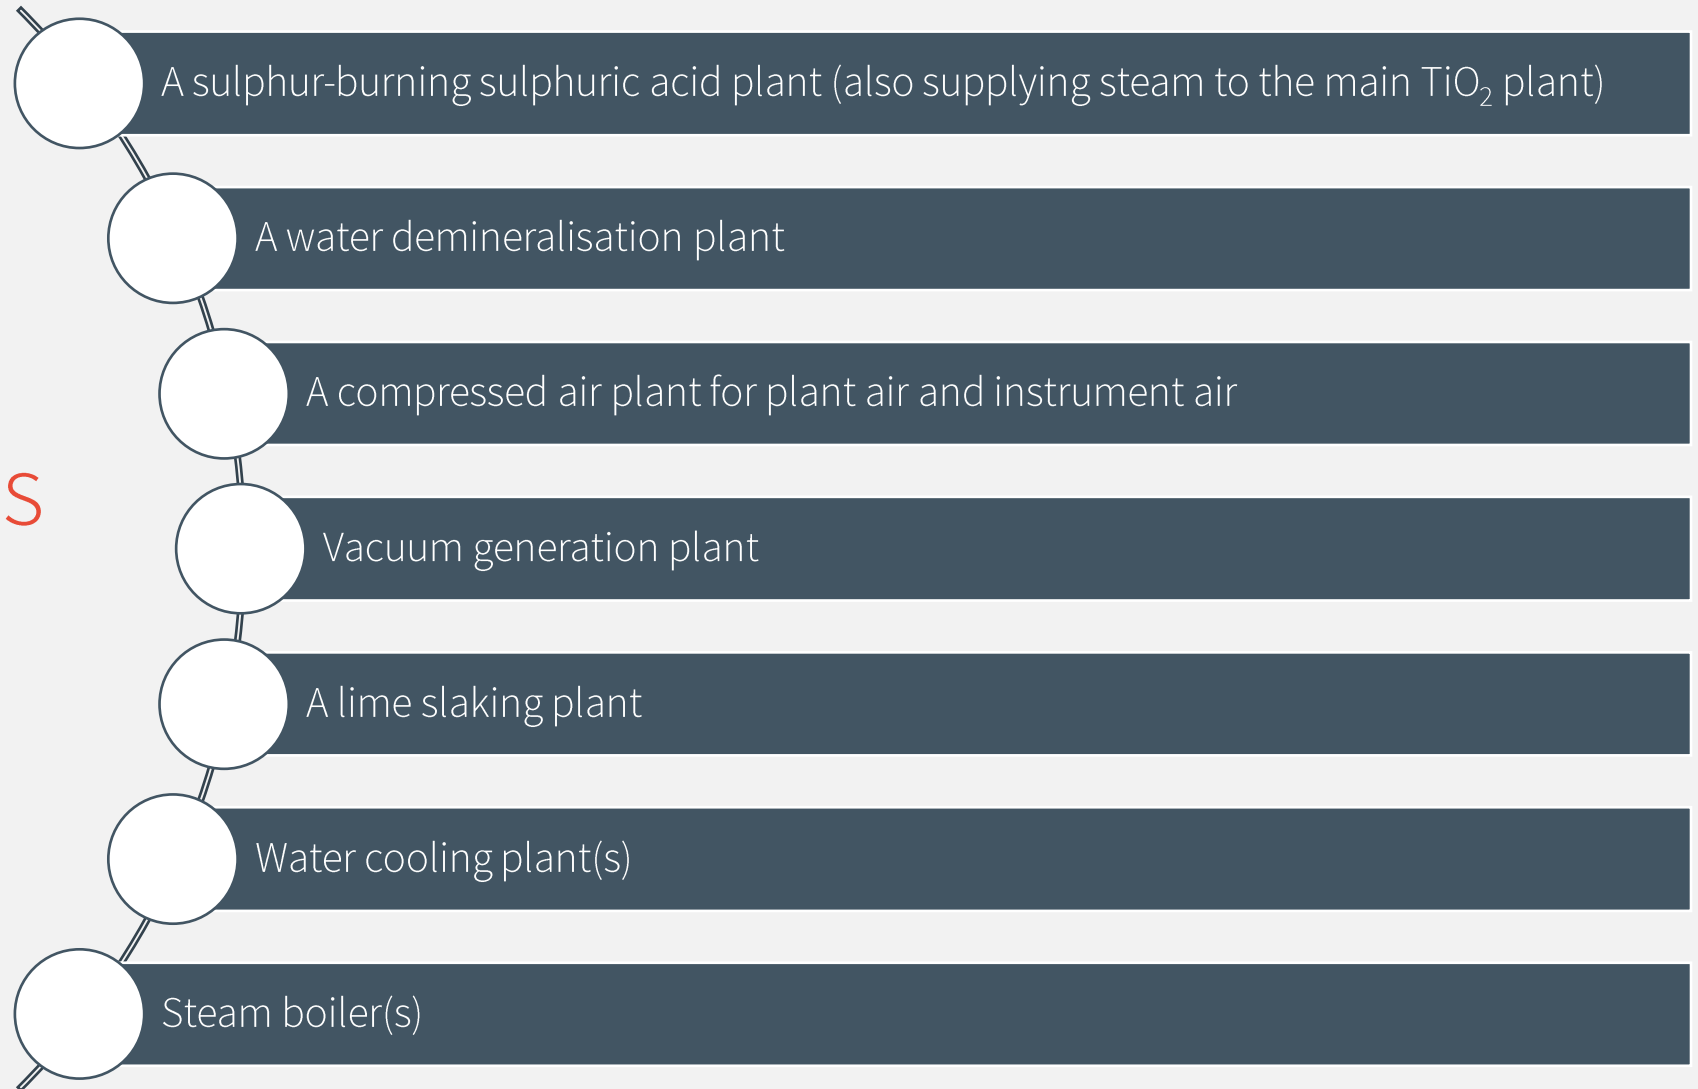 A sulphur-burning sulphuric acid plant (also supplying steam to the main TiO₂ plant)
A water demineralisation plant
A compressed air plant for plant air and instrument air
s
Vacuum generation plant
A lime slaking plant
Water cooling plant(s)
Steam boiler(s)